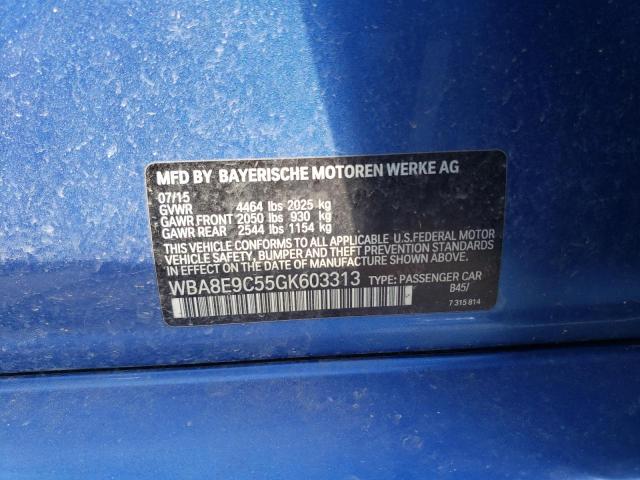 MFD BY BAYERISCHE MOTOREN WERKE AG
07/15
GVWR 4464 lbs 2025 kg
GAWR FRONT 2050 lbs 930 kg
GAWR REAR 2544 lbs 1154 kg
THIS VEHICLE CONFORMS TO ALL APPLICABLE U.S.FEDERAL MOTOR
VEHICLE SAFETY, BUMPER, AND THEFT PREVENTION STANDARDS
IN EFFECT ON THE DATE OF MANUFACTURE SHOWN ABOVE.
WBA8E9C55GK603313 TYPE: PASSENGER CAR
B45/
7 315 814